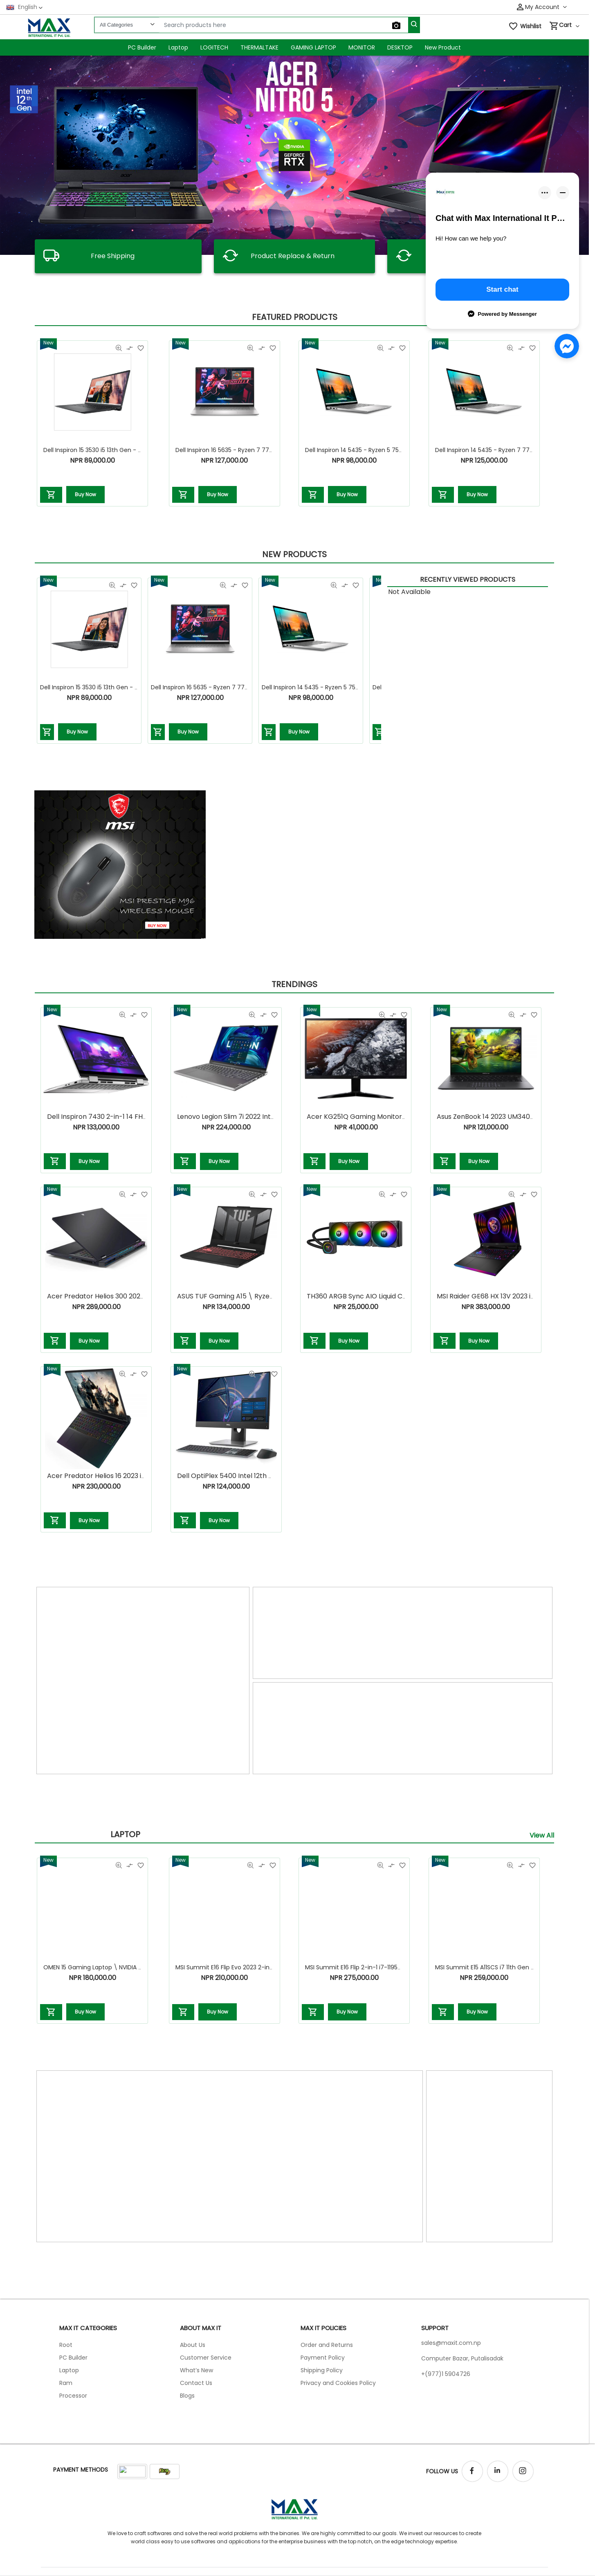 English
My Account
MAX
INTERNATIONAL IT Pvt. Ltd.
All Categories
Search products here
Wishlist
Cart
PC Builder Laptop LOGITECH THERMALTAKE GAMING LAPTOP MONITOR DESKTOP New Product
intel
12th
Gen
ACER
NITRO 5
NVIDIA
GEFORCE
RTX
Chat with Max International It P…
Hi! How can we help you?
Start chat
Powered by Messenger
Free Shipping
Product Replace & Return
FEATURED PRODUCTS
New New New New
Dell Inspiron 15 3530 i5 13th Gen - ..
Dell Inspiron 16 5635 - Ryzen 7 77..
Dell Inspiron 14 5435 - Ryzen 5 75..
Dell Inspiron 14 5435 - Ryzen 7 77..
NPR 89,000.00 NPR 127,000.00 NPR 98,000.00 NPR 125,000.00
Buy Now Buy Now Buy Now Buy Now
NEW PRODUCTS
RECENTLY VIEWED PRODUCTS
Not Available
New New New Ne
Dell Inspiron 15 3530 i5 13th Gen - ..
Dell Inspiron 16 5635 - Ryzen 7 77..
Dell Inspiron 14 5435 - Ryzen 5 75..
Del
NPR 89,000.00 NPR 127,000.00 NPR 98,000.00
Buy Now Buy Now Buy Now
msi
MSI PRESTIGE M96
WIRELESS MOUSE
BUY NOW
TRENDINGS
New New New New
Dell Inspiron 7430 2-in-1 14 FH..
Lenovo Legion Slim 7i 2022 Int..
Acer KG251Q Gaming Monitor..
Asus ZenBook 14 2023 UM340..
NPR 133,000.00 NPR 224,000.00 NPR 41,000.00 NPR 121,000.00
Buy Now Buy Now Buy Now Buy Now
New New New New
TUF
Acer Predator Helios 300 202..
ASUS TUF Gaming A15 \ Ryze..
TH360 ARGB Sync AIO Liquid C..
MSI Raider GE68 HX 13V 2023 i..
NPR 289,000.00 NPR 134,000.00 NPR 25,000.00 NPR 383,000.00
Buy Now Buy Now Buy Now Buy Now
New New
Acer Predator Helios 16 2023 i..
Dell OptiPlex 5400 Intel 12th ..
NPR 230,000.00 NPR 124,000.00
Buy Now Buy Now
LAPTOP
View All
New New New New
OMEN 15 Gaming Laptop \ NVIDIA ..
MSI Summit E16 Flip Evo 2023 2-in..
MSI Summit E16 Flip 2-in-1 i7-1195..
MSI Summit E15 A11SCS i7 11th Gen ..
NPR 180,000.00 NPR 210,000.00 NPR 275,000.00 NPR 259,000.00
Buy Now Buy Now Buy Now Buy Now
MAX IT CATEGORIES
Root
PC Builder
Laptop
Ram
Processor
ABOUT MAX IT
About Us
Customer Service
What's New
Contact Us
Blogs
MAX IT POLICIES
Order and Returns
Payment Policy
Shipping Policy
Privacy and Cookies Policy
SUPPORT
sales@maxit.com.np
Computer Bazar, Putalisadak
+(977)1 5904726
PAYMENT METHODS
FOLLOW US
MAX
INTERNATIONAL IT Pvt. Ltd.
We love to craft softwares and solve the real world problems with the binaries. We are highly committed to our goals. We invest our resources to create
world class easy to use softwares and applications for the enterprise business with the top notch, on the edge technology expertise.